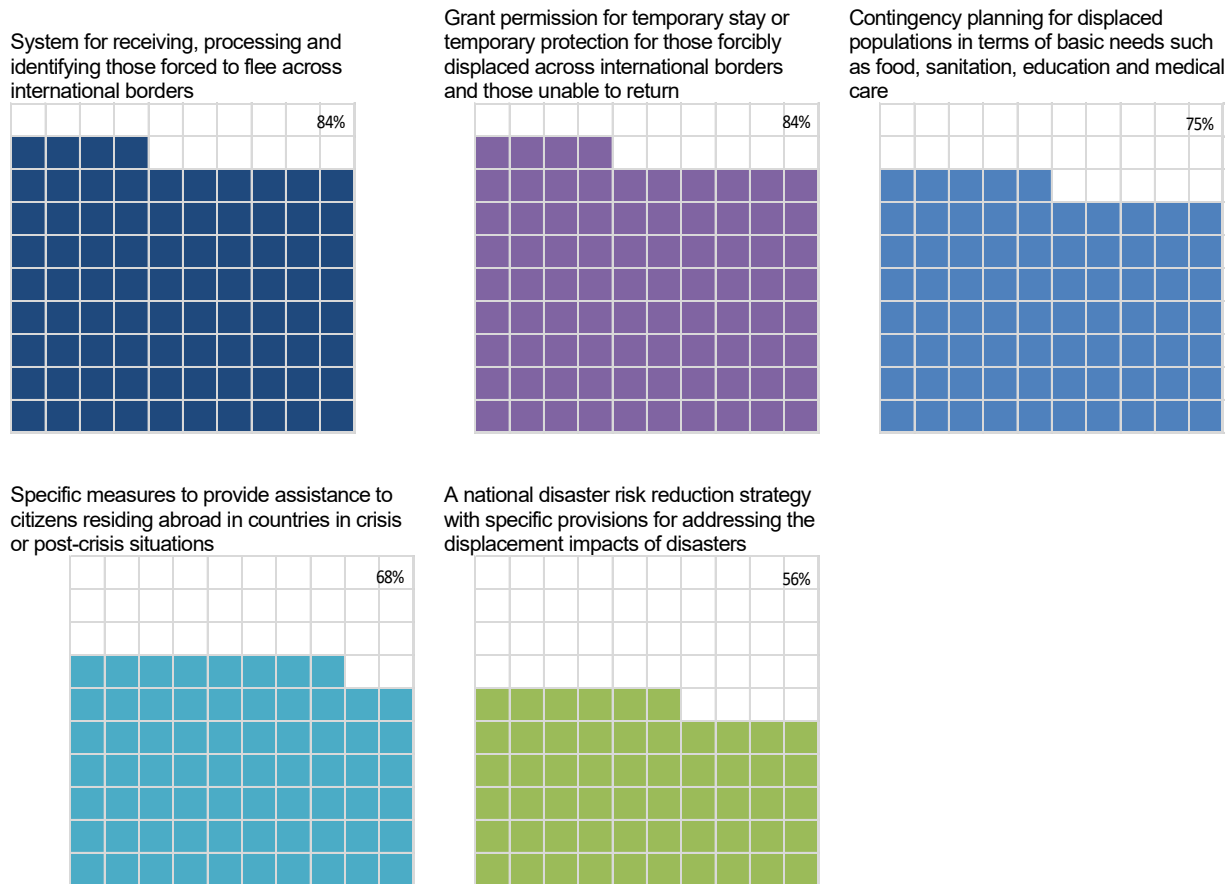 System for receiving, processing and
identifying those forced to flee across
international borders
84%
Grant permission for temporary stay or
temporary protection for those forcibly
displaced across international borders
and those unable to return
84%
Contingency planning for displaced
populations in terms of basic needs such
as food, sanitation, education and medical
care
75%
Specific measures to provide assistance to
citizens residing abroad in countries in crisis
or post-crisis situations
68%
A national disaster risk reduction strategy
with specific provisions for addressing the
displacement impacts of disasters
56%